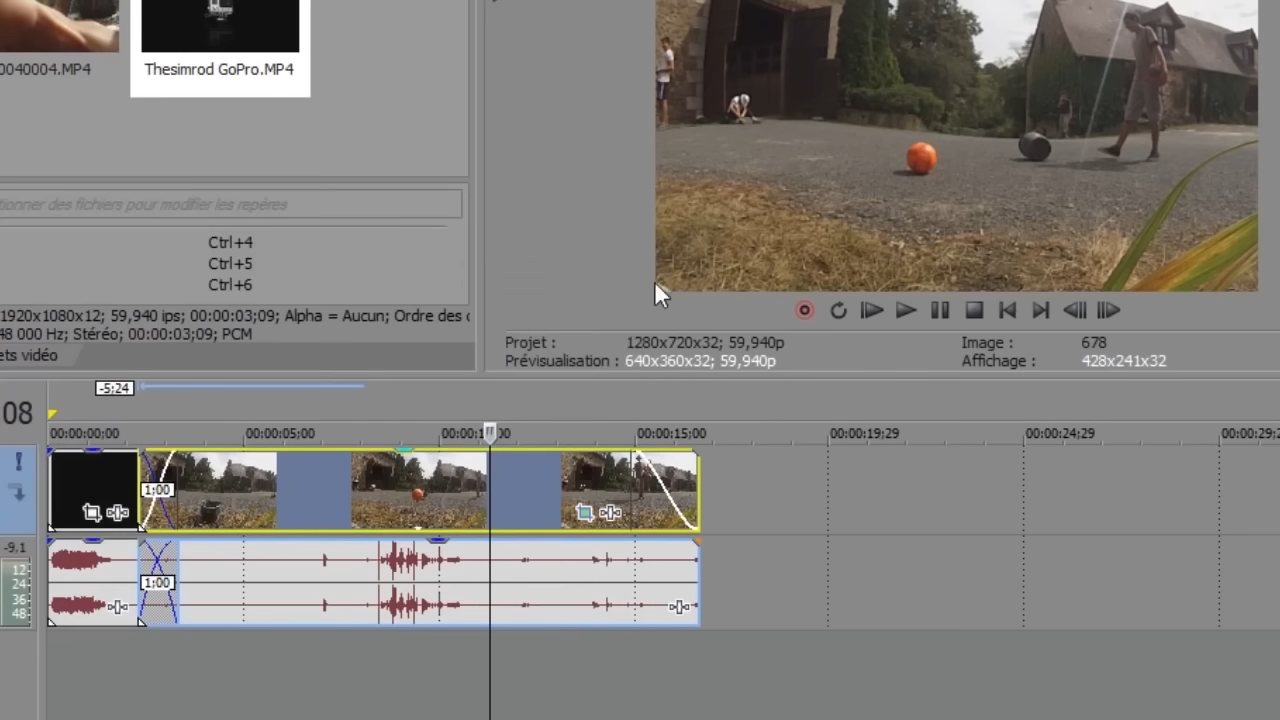 0040004.MP4
Thesimrod GoPro.MP4
tionner des fichiers pour modifier les repères
Ctrl+4
Ctrl+5
Ctrl+6
1920x1080x12; 59,940 ips; 00:00:03;09; Alpha = Aucun; Ordre des
48 000 Hz; Stéréo; 00:00:03;09; PCM
ets vidéo
Projet : 1280x720x32; 59,940p Image : 678
Prévisualisation : 640x360x32; 59,940p Affichage : 428x241x32
-5;24
08
00:00:00;00 00:00:05;00 00:00:1 00 00:00:15;00 00:00:19;29 00:00:24;29 00:00:29;2
1:00
-9,1
12
24
36
48
1:00